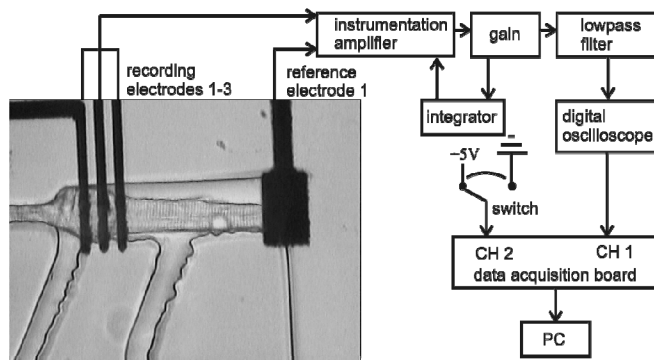 recording
electrodes 1-3
reference
electrode 1
instrumentation
amplifier
gain
lowpass
filter
integrator
digital
oscilloscope
−5V
switch
CH 2 CH 1
data acquisition board
PC